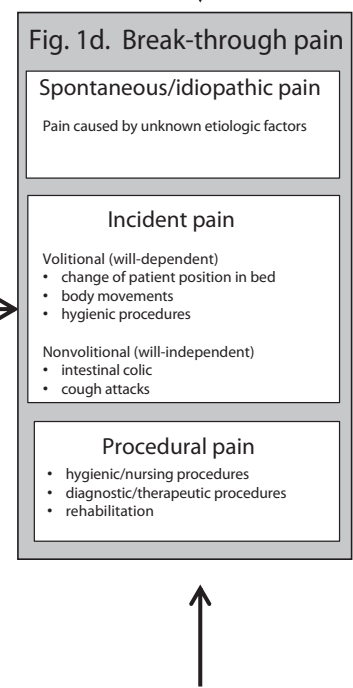 Fig. 1d. Break-through pain
Spontaneous/idiopathic pain
Pain caused by unknown etiologic factors
Incident pain
Volitional (will-dependent)
• change of patient position in bed
• body movements
• hygienic procedures
Nonvolitional (will-independent)
• intestinal colic
• cough attacks
Procedural pain
• hygienic/nursing procedures
• diagnostic/therapeutic procedures
• rehabilitation